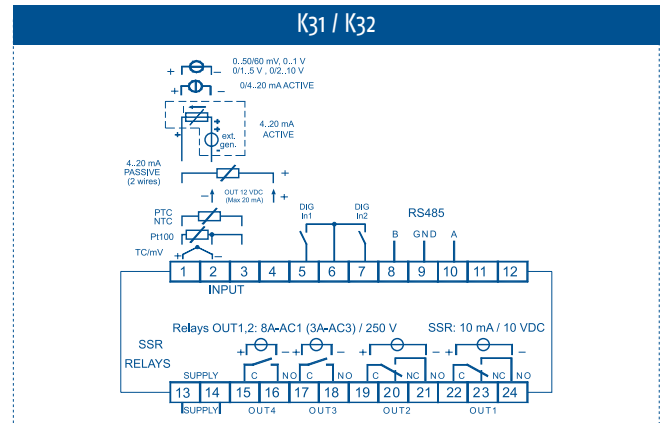 K31 / K32
0..50/60 mV, 0..1 V
0/1..5 V , 0/2..10 V
+ –
0/4..20 mA ACTIVE
+ –
4..20 mA
ACTIVE
+
+
+
ext.
gen.
-
4..20 mA
PASSIVE
(2 wires)
– +
OUT 12 VDC
(Max 20 mA)
– +
PTC
NTC
Pt100
TC/mV
+ –
DIG
In1
DIG
In2
RS485
B GND A
1 2 3 4 5 6 7 8 9 10 11 12
INPUT
Relays OUT1,2: 8A-AC1 (3A-AC3) / 250 V SSR: 10 mA / 10 VDC
SSR
RELAYS
+ – + – + – + –
SUPPLY C NO C NO C NC NO C NC NO
13 14 15 16 17 18 19 20 21 22 23 24
SUPPLY OUT4 OUT3 OUT2 OUT1